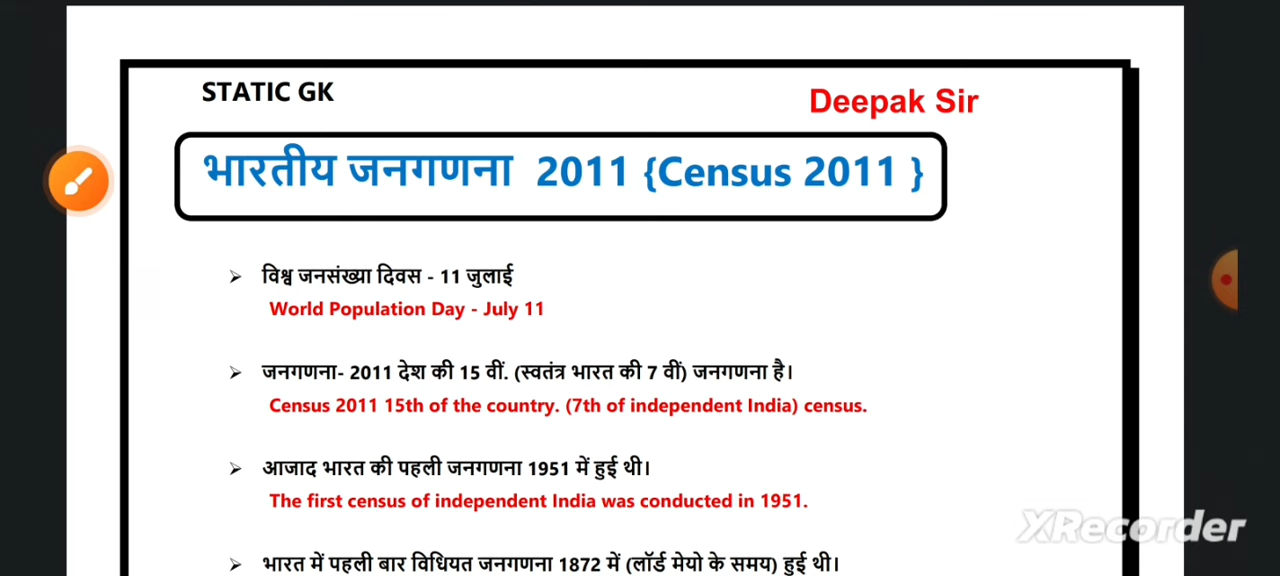 STATIC GK
Deepak Sir
भारतीय जनगणना 2011 {Census 2011 }
➢ विश्व जनसंख्या दिवस - 11 जुलाई
World Population Day - July 11
➢ जनगणना- 2011 देश की 15 वीं. (स्वतंत्र भारत की 7 वीं) जनगणना है।
Census 2011 15th of the country. (7th of independent India) census.
➢ आजाद भारत की पहली जनगणना 1951 में हुई थी।
The first census of independent India was conducted in 1951.
➢ भारत में पहली बार विधियत जनगणना 1872 में (लॉर्ड मेयो के समय) हुई थी।
XRecorder